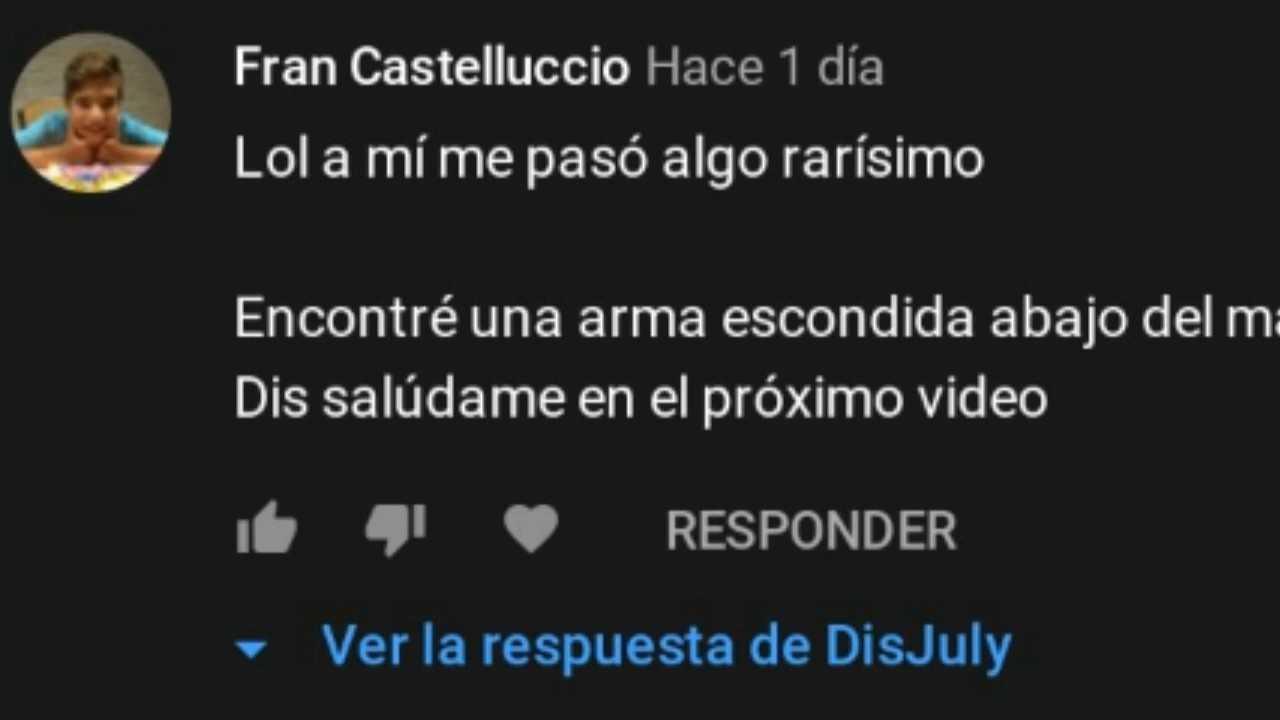 Fran Castelluccio Hace 1 día
Lol a mí me pasó algo rarísimo
Encontré una arma escondida abajo del
Dis salúdame en el próximo video
RESPONDER
Ver la respuesta de DisJuly